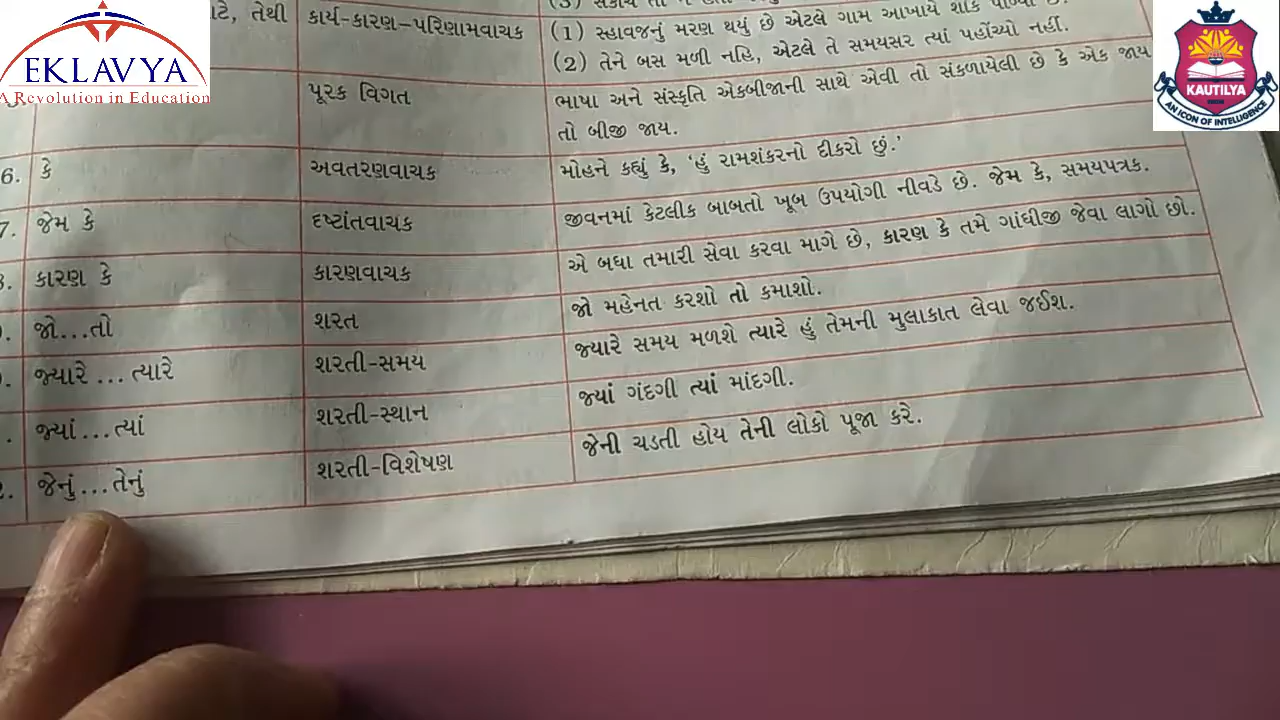 EKLAVYA
A Revolution in Education
KAUTILYA
AN ICON OF INTELLIGENCE
તેથી કાર્ય-કારણ-પરિણામવાચક (1) સ્હાવજનું મરણ થયું છે એટલે ગામ આખાયે શોક પાળ્યો
(2) તેને બસ મળી નહિ, એટલે તે સમયસર ત્યાં પહોંચ્યો નહીં.
પૂરક વિગત ભાષા અને સંસ્કૃતિ એકબીજાની સાથે એવી તો સંકળાયેલી છે કે એક જાય
તો બીજી જાય.
6. કે અવતરણવાચક મોહને કહ્યું કે, 'હું રામશંકરનો દીકરો છું.'
7. જેમ કે દૃષ્ટાંતવાચક જીવનમાં કેટલીક બાબતો ખૂબ ઉપયોગી નીવડે છે. જેમ કે, સમયપત્રક.
કારણ કે કારણવાચક એ બધા તમારી સેવા કરવા માગે છે, કારણ કે તમે ગાંધીજી જેવા લાગો છો.
જો...તો શરત જો મહેનત કરશો તો કમાશો.
જ્યારે ... ત્યારે શરતી-સમય જ્યારે સમય મળશે ત્યારે હું તેમની મુલાકાત લેવા જઈશ.
જ્યાં...ત્યાં શરતી-સ્થાન જ્યાં ગંદગી ત્યાં માંદગી.
જેનું...તેનું શરતી-વિશેષણ જેની ચડતી હોય તેની લોકો પૂજા કરે.